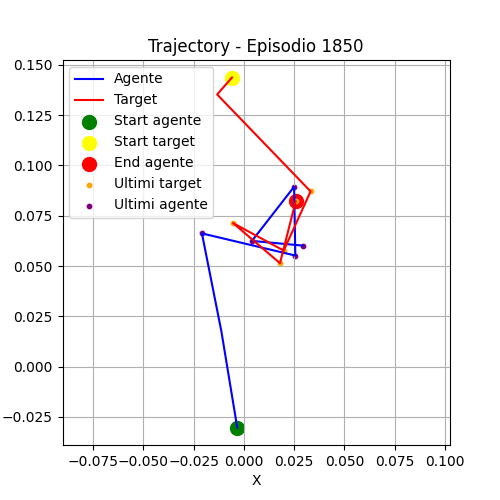 Trajectory - Episodio 1850
Agente
Target
Start agente
Start target
End agente
Ultimi target
Ultimi agente
0.150
0.125
0.100
0.075
0.050
0.025
0.000
−0.025
−0.075 −0.050 −0.025 0.000 0.025 0.050 0.075 0.100
X